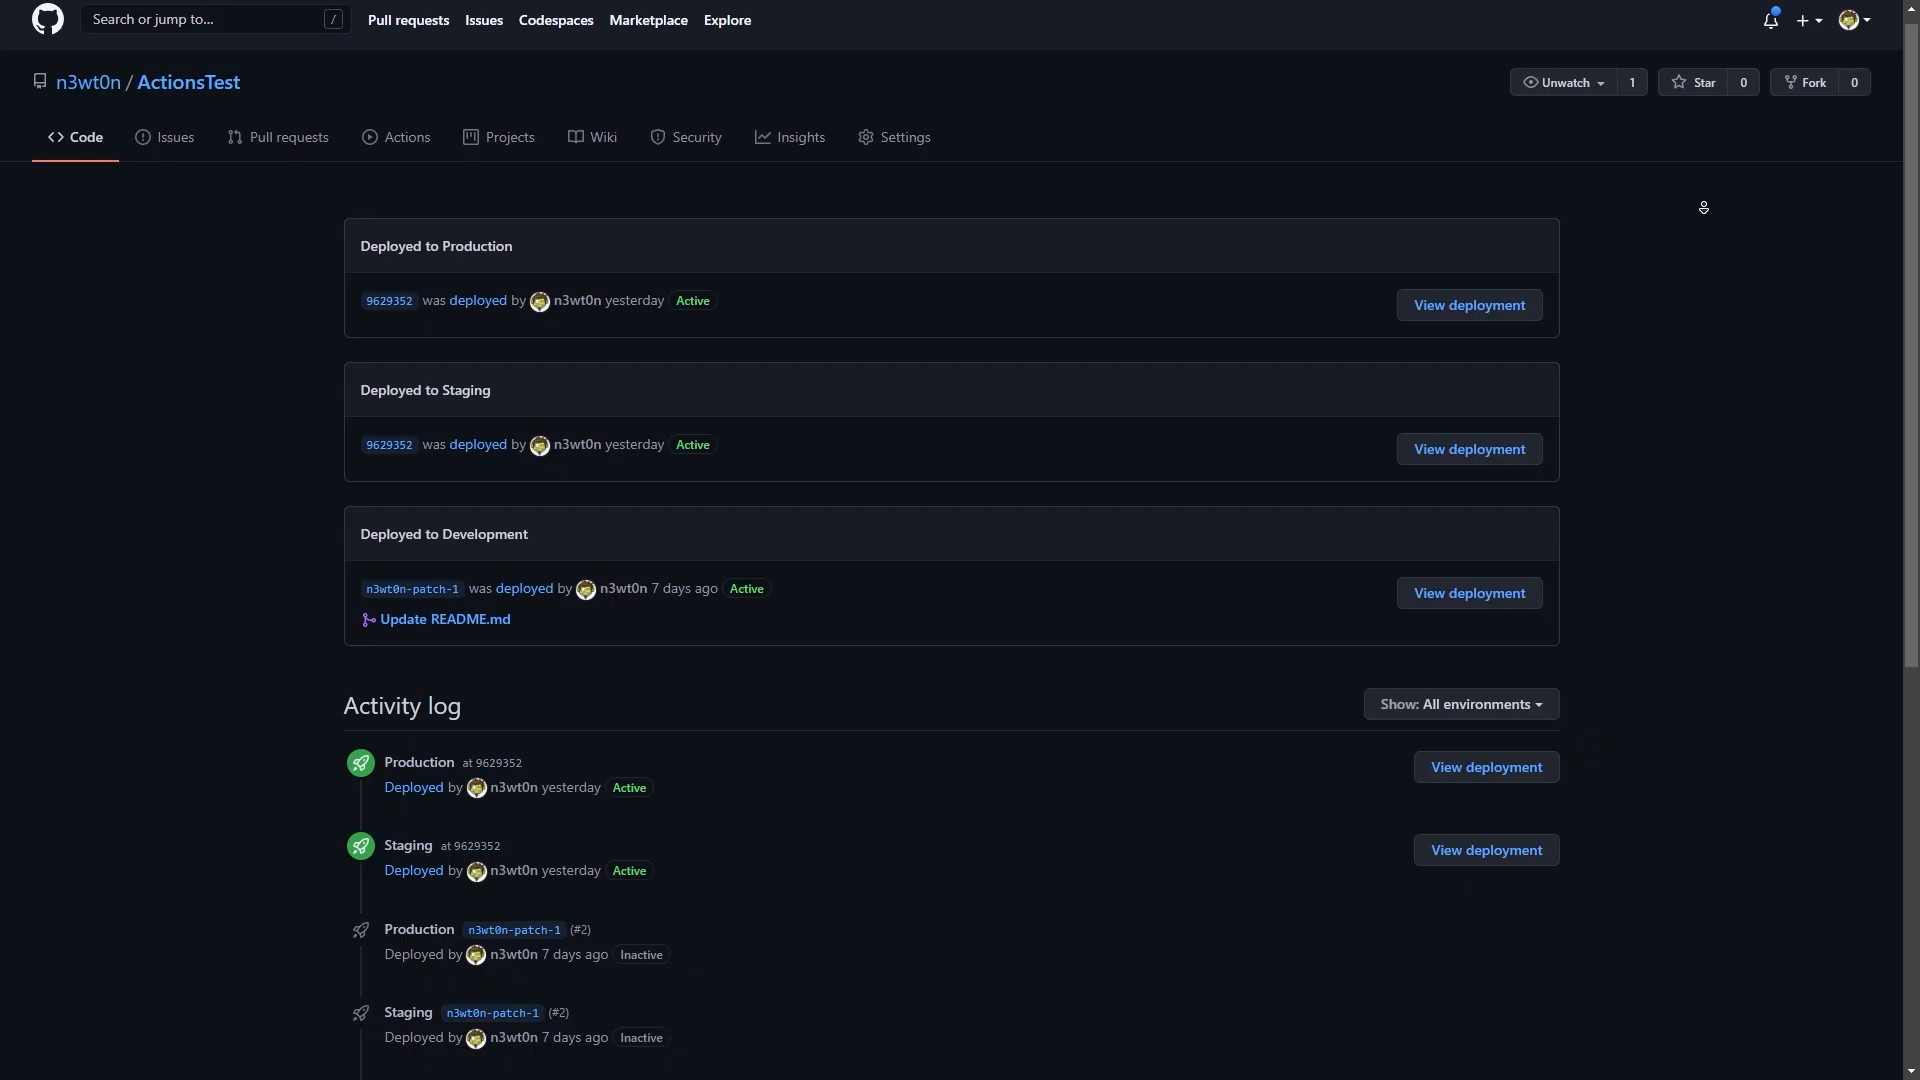 Search or jump to... /
Pull requests Issues Codespaces Marketplace Explore
n3wt0n / ActionsTest
Unwatch 1 Star 0 Fork 0
Code Issues Pull requests Actions Projects Wiki Security Insights Settings
Deployed to Production
9629352 was deployed by n3wt0n yesterday Active
View deployment
Deployed to Staging
9629352 was deployed by n3wt0n yesterday Active
View deployment
Deployed to Development
n3wt0n-patch-1 was deployed by n3wt0n 7 days ago Active
View deployment
Update README.md
Activity log
Show: All environments
Production at 9629352
View deployment
Deployed by n3wt0n yesterday Active
Staging at 9629352
View deployment
Deployed by n3wt0n yesterday Active
Production n3wt0n-patch-1 (#2)
Deployed by n3wt0n 7 days ago Inactive
Staging n3wt0n-patch-1 (#2)
Deployed by n3wt0n 7 days ago Inactive